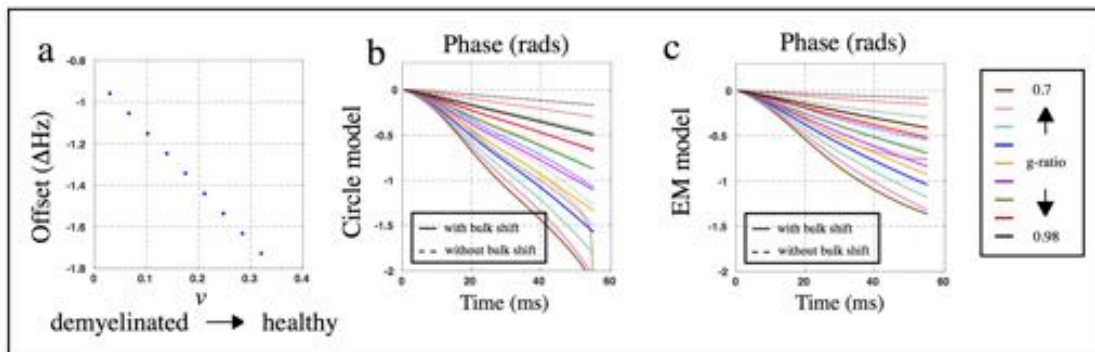 a
-0.8
-1
-1.2
-1.4
-1.6
-1.8
Offset (ΔHz)
0
0.1
0.2
0.3
0.4
v
demyelinated → healthy
b
Phase (rads)
0
-0.5
-1
-1.5
-2
Circle model
with bulk shift
without bulk shift
0
20
40
60
Time (ms)
c
Phase (rads)
0
-0.5
-1
-1.5
-2
EM model
with bulk shift
without bulk shift
0
20
40
60
Time (ms)
0.7
g-ratio
0.98